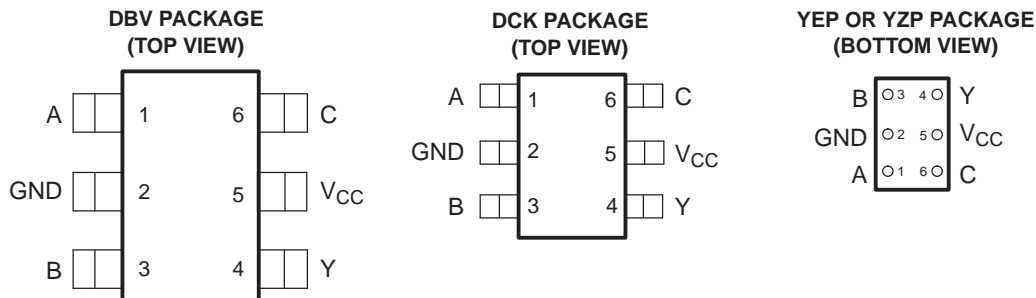 DBV PACKAGE
(TOP VIEW)
A 1 6 C
GND 2 5 VCC
B 3 4 Y
DCK PACKAGE
(TOP VIEW)
A 1 6 C
GND 2 5 VCC
B 3 4 Y
YEP OR YZP PACKAGE
(BOTTOM VIEW)
B 3 4 Y
GND 2 5 VCC
A 1 6 C